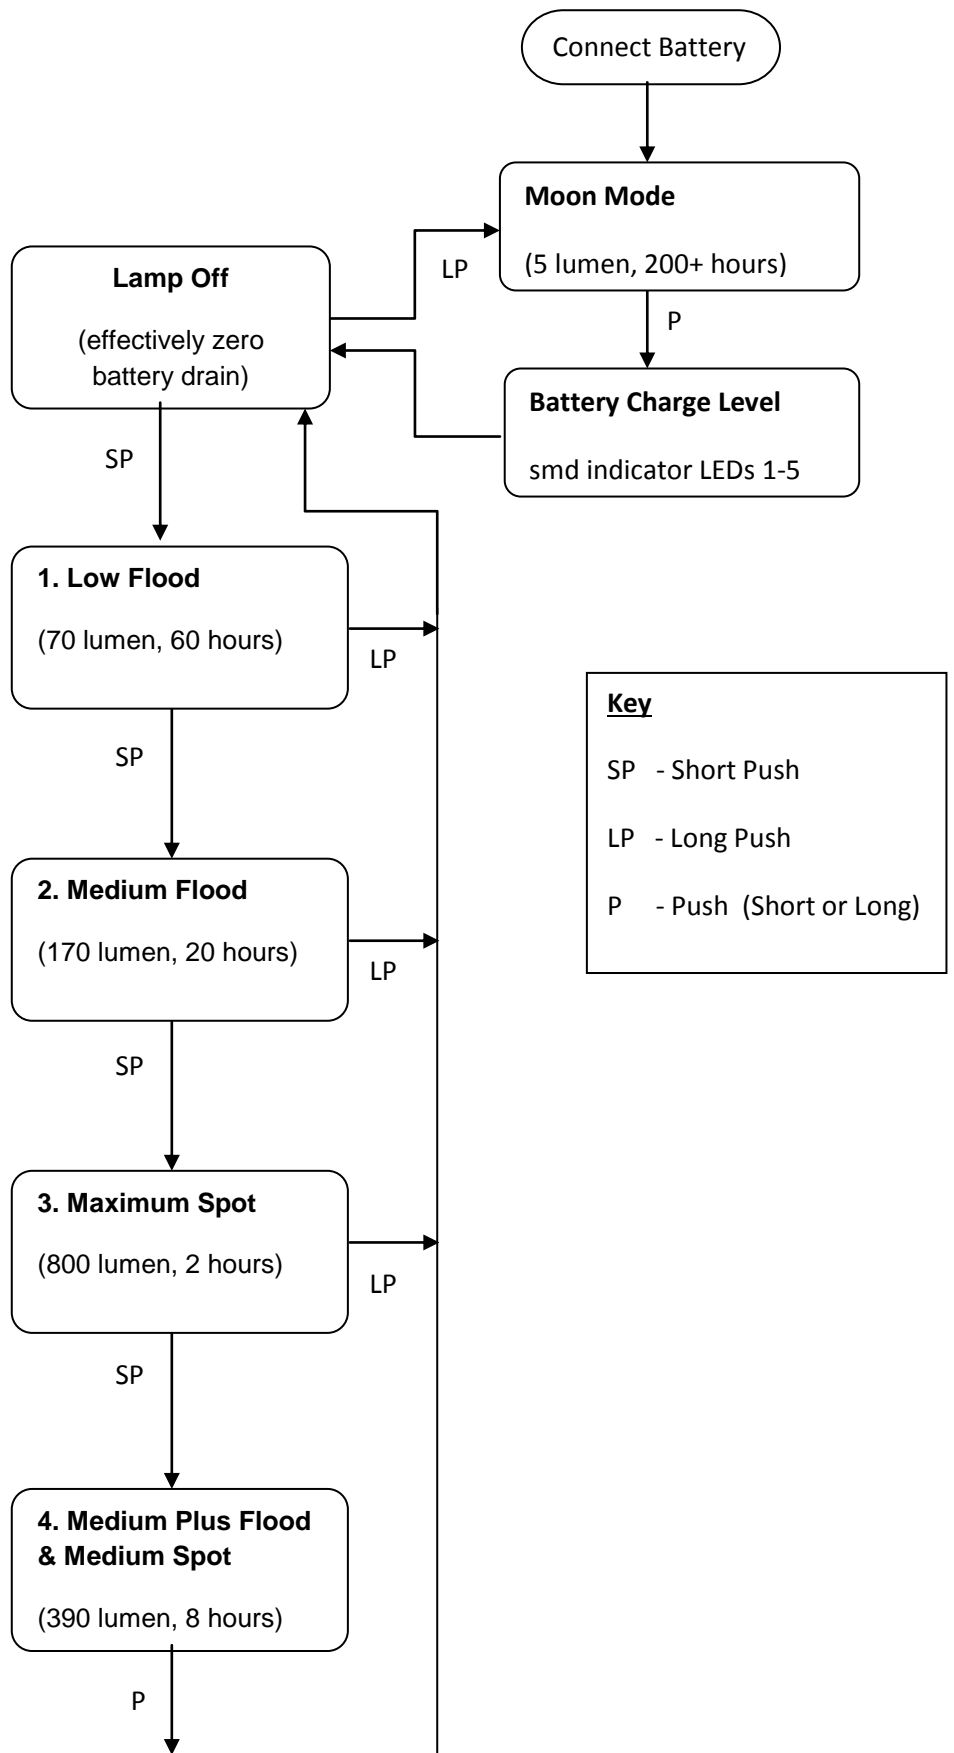 Connect Battery
Moon Mode
(5 lumen, 200+ hours)
LP
P
Lamp Off
(effectively zero
battery drain)
Battery Charge Level
smd indicator LEDs 1-5
SP
1. Low Flood
(70 lumen, 60 hours)
LP
SP
Key
SP - Short Push
LP - Long Push
P - Push (Short or Long)
2. Medium Flood
(170 lumen, 20 hours)
LP
SP
3. Maximum Spot
(800 lumen, 2 hours)
LP
SP
4. Medium Plus Flood
& Medium Spot
(390 lumen, 8 hours)
P